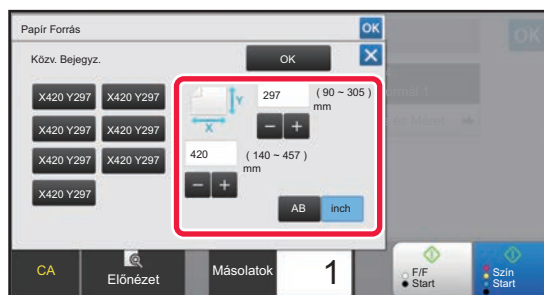 Papír Forrás
OK
OK
Közv. Bejegyz.
OK
X420 Y297
X420 Y297
X420 Y297
X420 Y297
X420 Y297
X420 Y297
X420 Y297
Y
X
297
( 90 ~ 305 )
mm
420
( 140 ~ 457 )
mm
AB
inch
CA
Előnézet
Másolatok
1
F/F
Start
Szín
Start